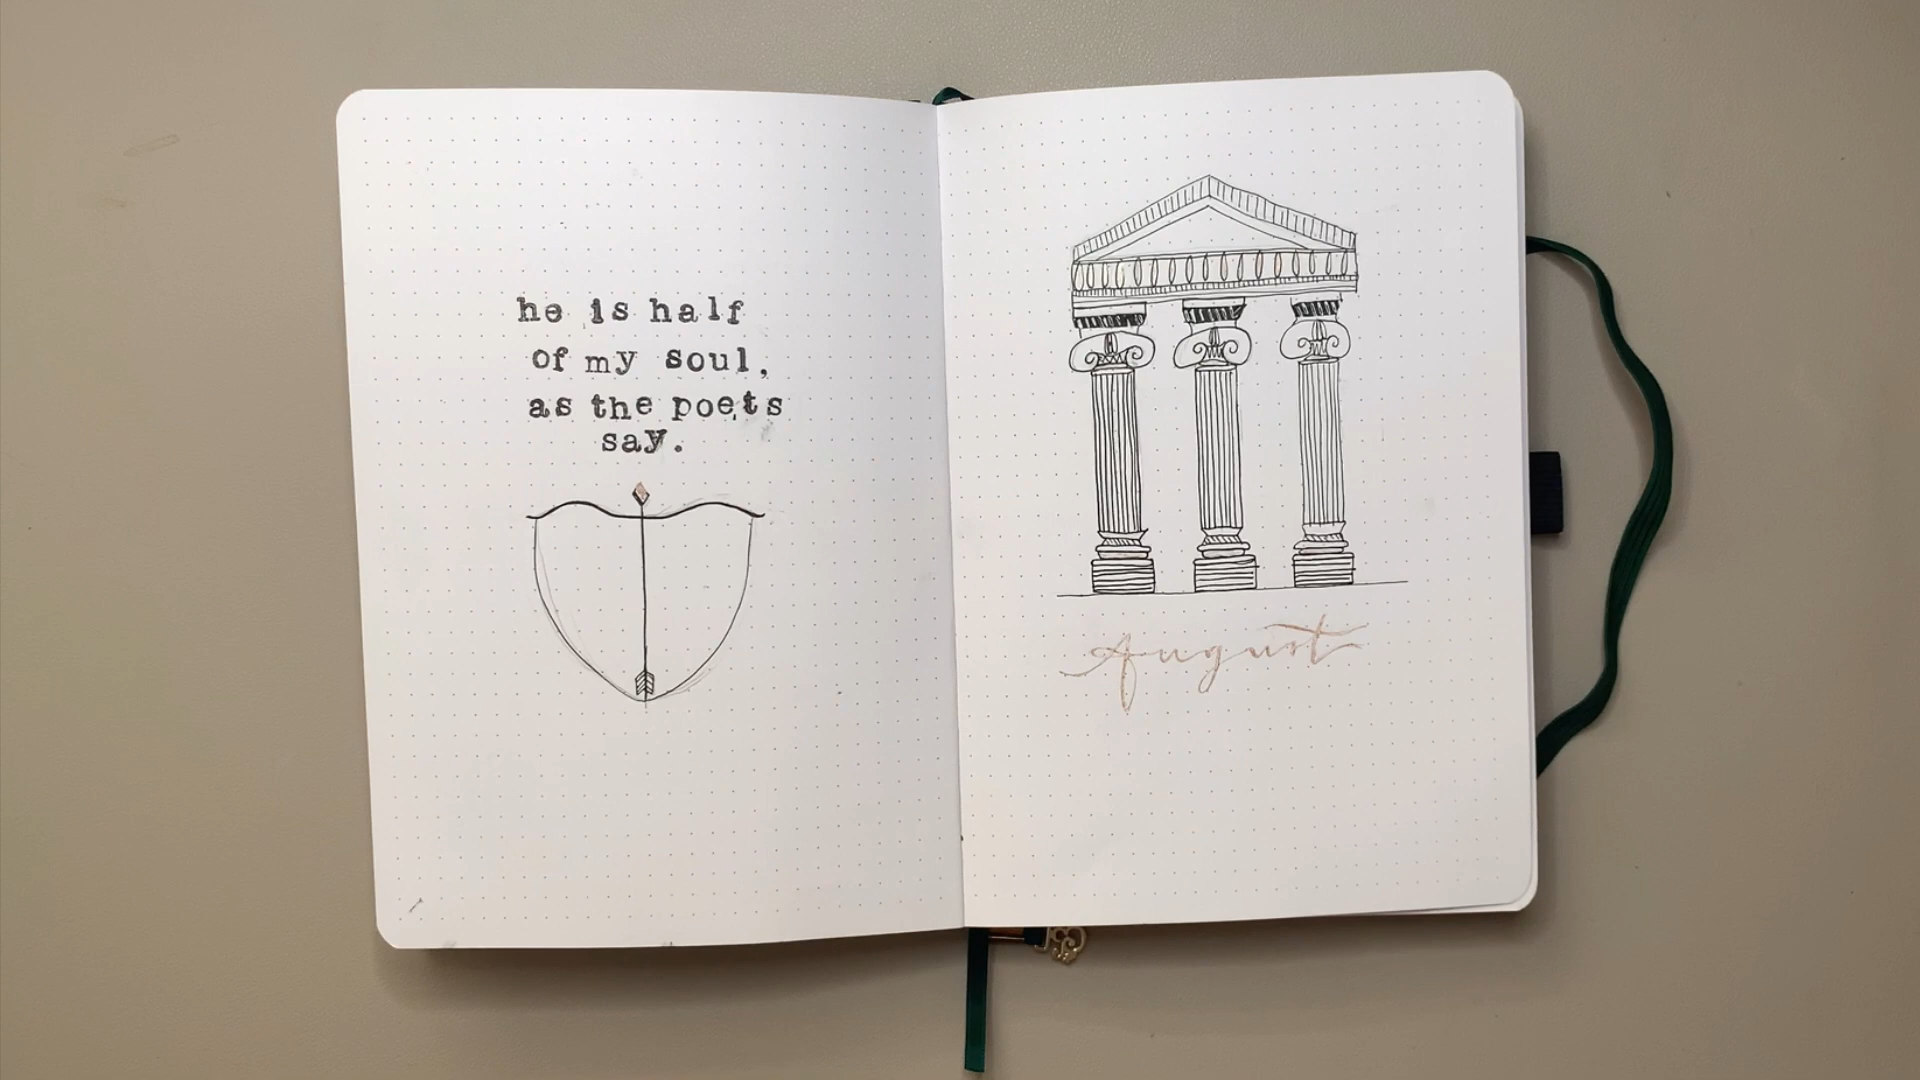 he is half
of my soul,
as the poets
say.
August